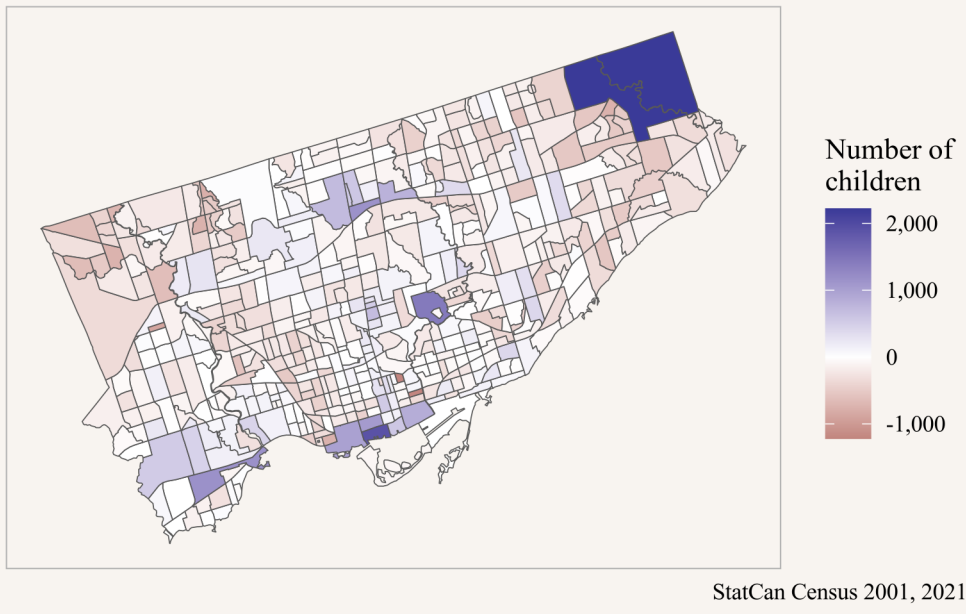 Number of
children
2,000
1,000
0
-1,000
StatCan Census 2001, 2021